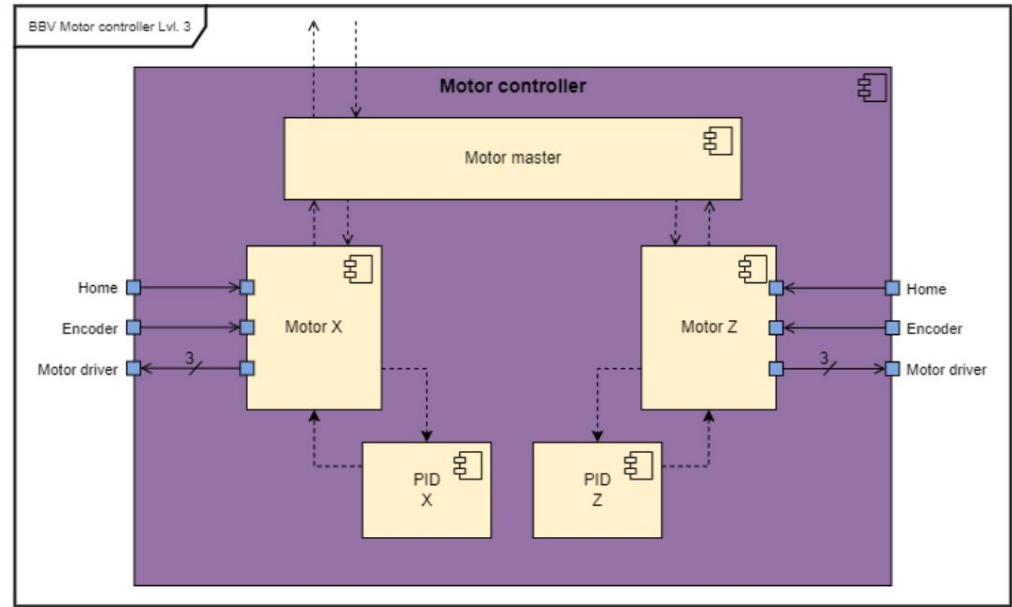 BBV Motor controller Lvl. 3
Motor controller
Motor master
Home
Encoder
Motor driver
3
Motor X
Motor Z
3
Home
Encoder
Motor driver
PID
X
PID
Z